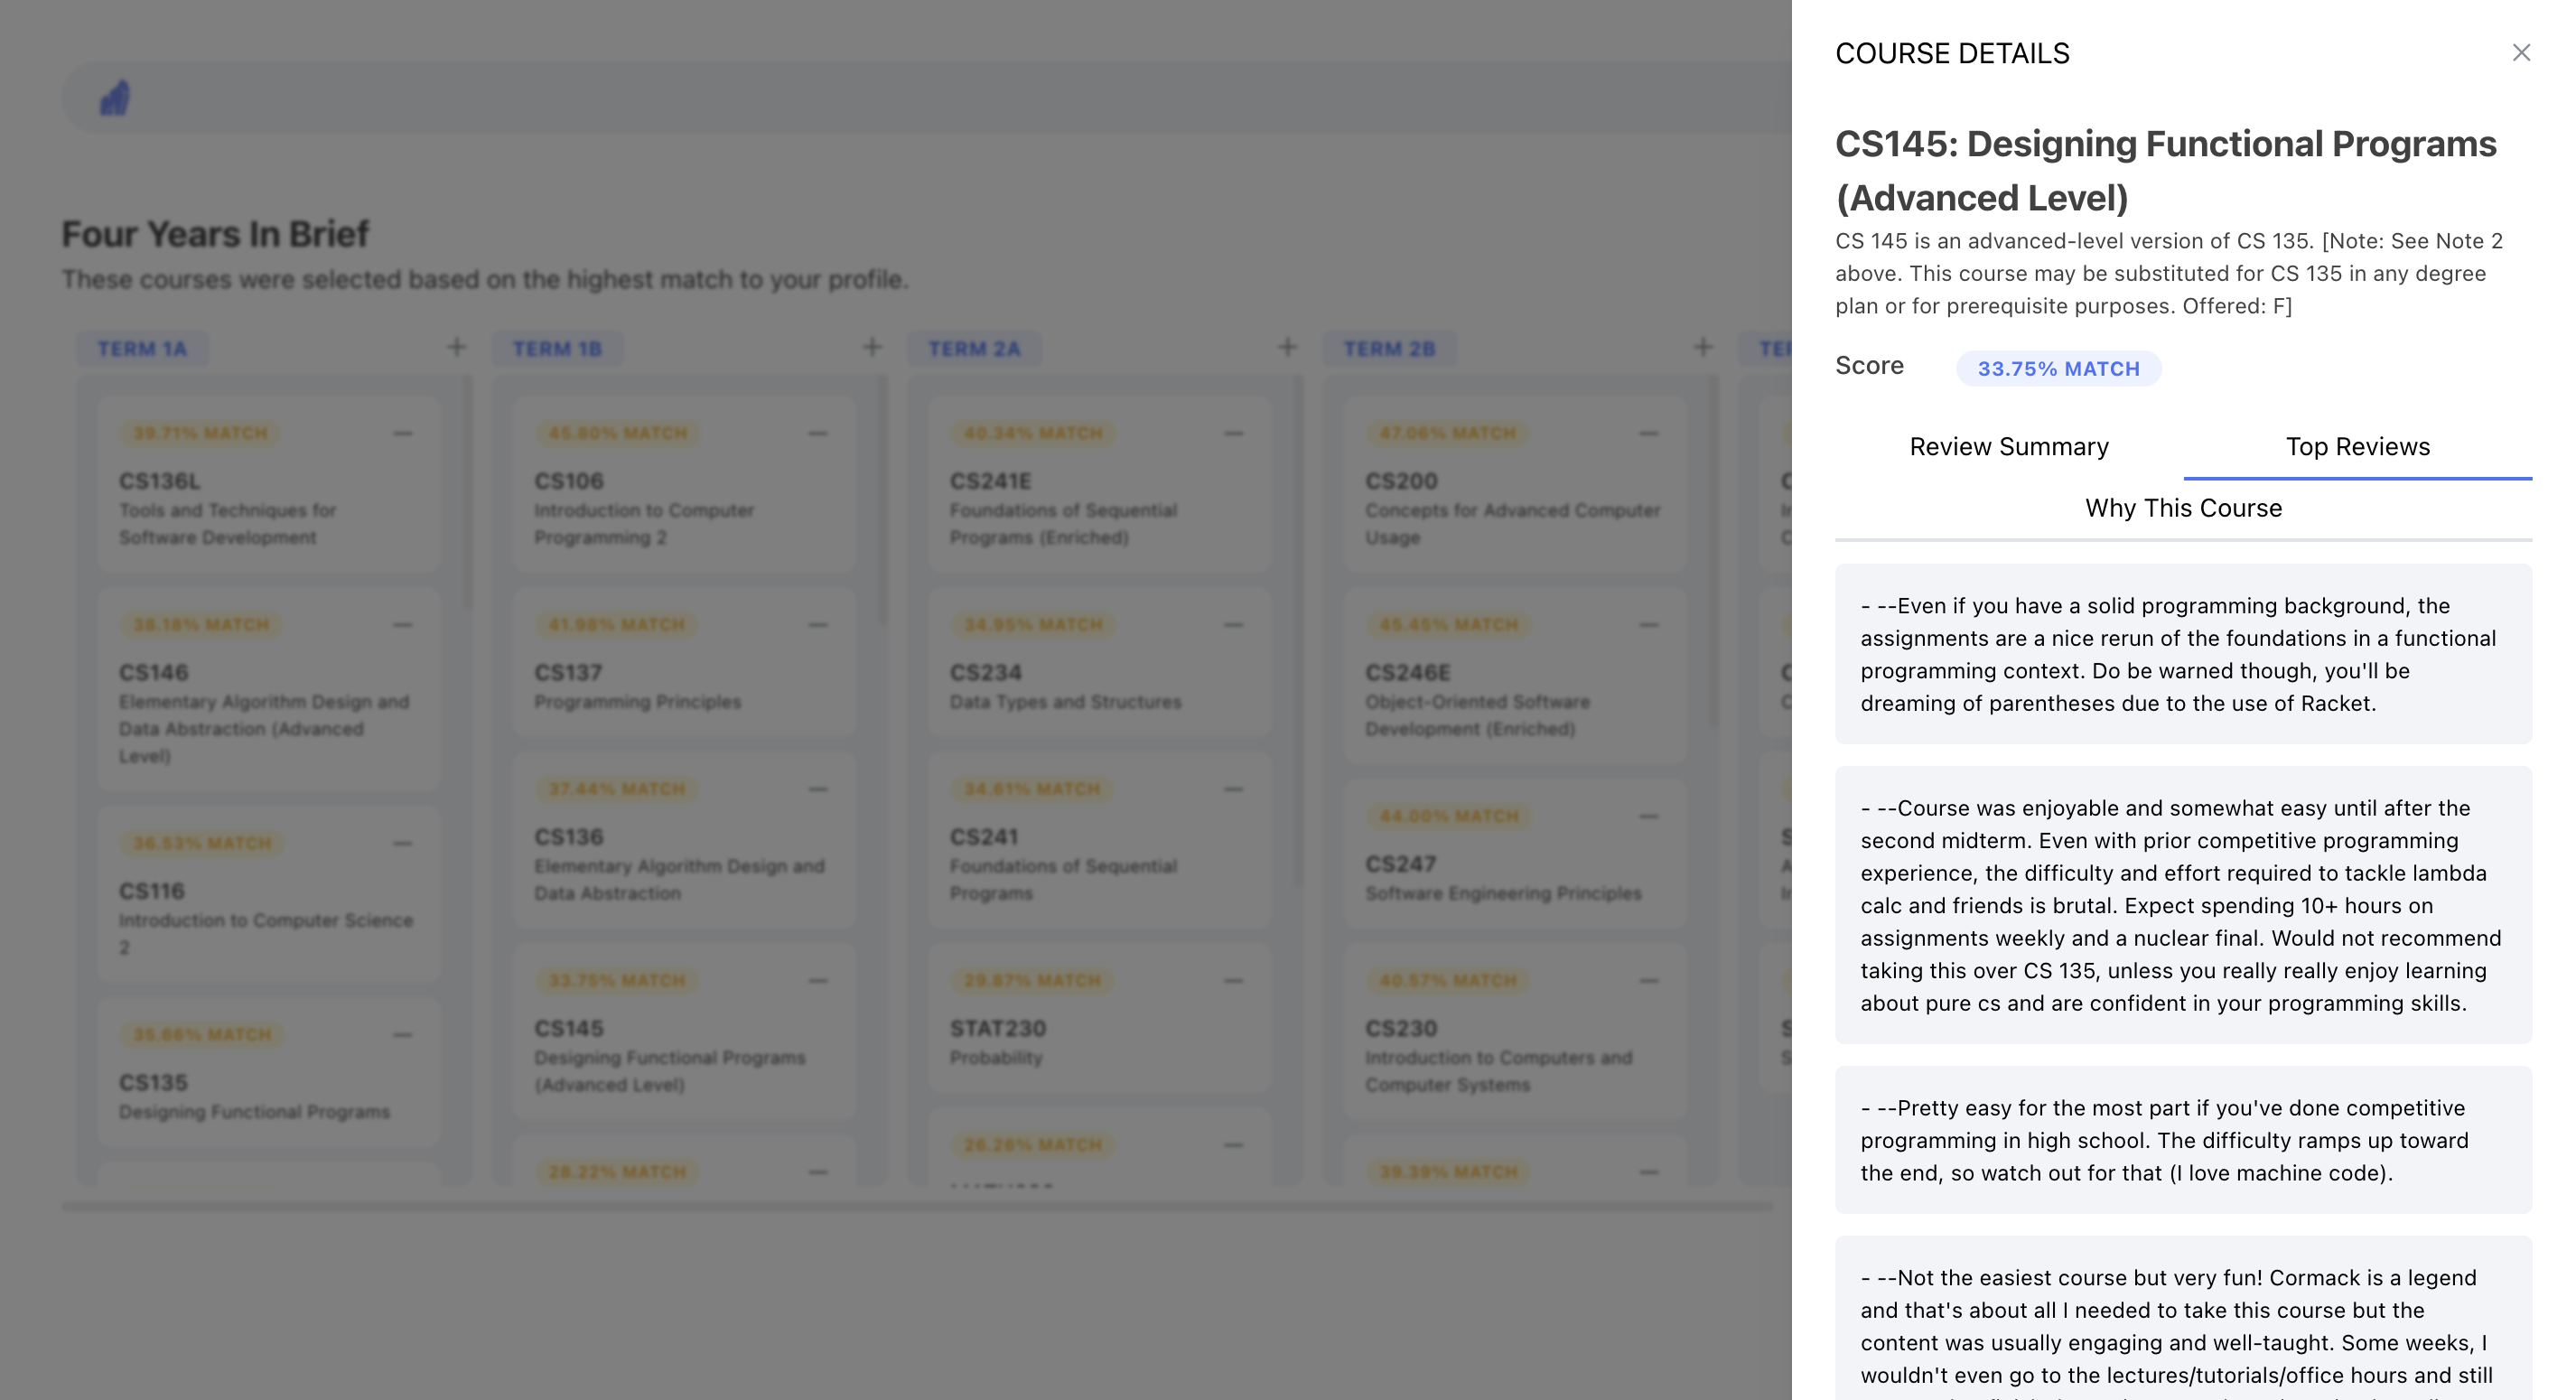 Four Years In Brief
These courses were selected based on the highest match to your profile.
TERM 1A
39.71% MATCH
CS136L
Tools and Techniques for
Software Development
38.18% MATCH
CS146
Elementary Algorithm Design and
Data Abstraction (Advanced
Level)
36.53% MATCH
CS116
Introduction to Computer Science
2
35.66% MATCH
CS135
Designing Functional Programs
TERM 1B
45.80% MATCH
CS106
Introduction to Computer
Programming 2
41.98% MATCH
CS137
Programming Principles
37.44% MATCH
CS136
Elementary Algorithm Design and
Data Abstraction
33.75% MATCH
CS145
Designing Functional Programs
(Advanced Level)
28.22% MATCH
TERM 2A
40.34% MATCH
CS241E
Foundations of Sequential
Programs (Enriched)
34.95% MATCH
CS234
Data Types and Structures
34.61% MATCH
CS241
Foundations of Sequential
Programs
29.87% MATCH
STAT230
Probability
26.26% MATCH
TERM 2B
47.06% MATCH
CS200
Concepts for Advanced Computer
Usage
45.45% MATCH
CS246E
Object-Oriented Software
Development (Enriched)
44.00% MATCH
CS247
Software Engineering Principles
40.57% MATCH
CS230
Introduction to Computers and
Computer Systems
39.39% MATCH
COURSE DETAILS
CS145: Designing Functional Programs
(Advanced Level)
CS 145 is an advanced-level version of CS 135. [Note: See Note 2
above. This course may be substituted for CS 135 in any degree
plan or for prerequisite purposes. Offered: F]
Score 33.75% MATCH
Review Summary Top Reviews
Why This Course
- --Even if you have a solid programming background, the
assignments are a nice rerun of the foundations in a functional
programming context. Do be warned though, you'll be
dreaming of parentheses due to the use of Racket.
- --Course was enjoyable and somewhat easy until after the
second midterm. Even with prior competitive programming
experience, the difficulty and effort required to tackle lambda
calc and friends is brutal. Expect spending 10+ hours on
assignments weekly and a nuclear final. Would not recommend
taking this over CS 135, unless you really really enjoy learning
about pure cs and are confident in your programming skills.
- --Pretty easy for the most part if you've done competitive
programming in high school. The difficulty ramps up toward
the end, so watch out for that (I love machine code).
- --Not the easiest course but very fun! Cormack is a legend
and that's about all I needed to take this course but the
content was usually engaging and well-taught. Some weeks, I
wouldn't even go to the lectures/tutorials/office hours and still